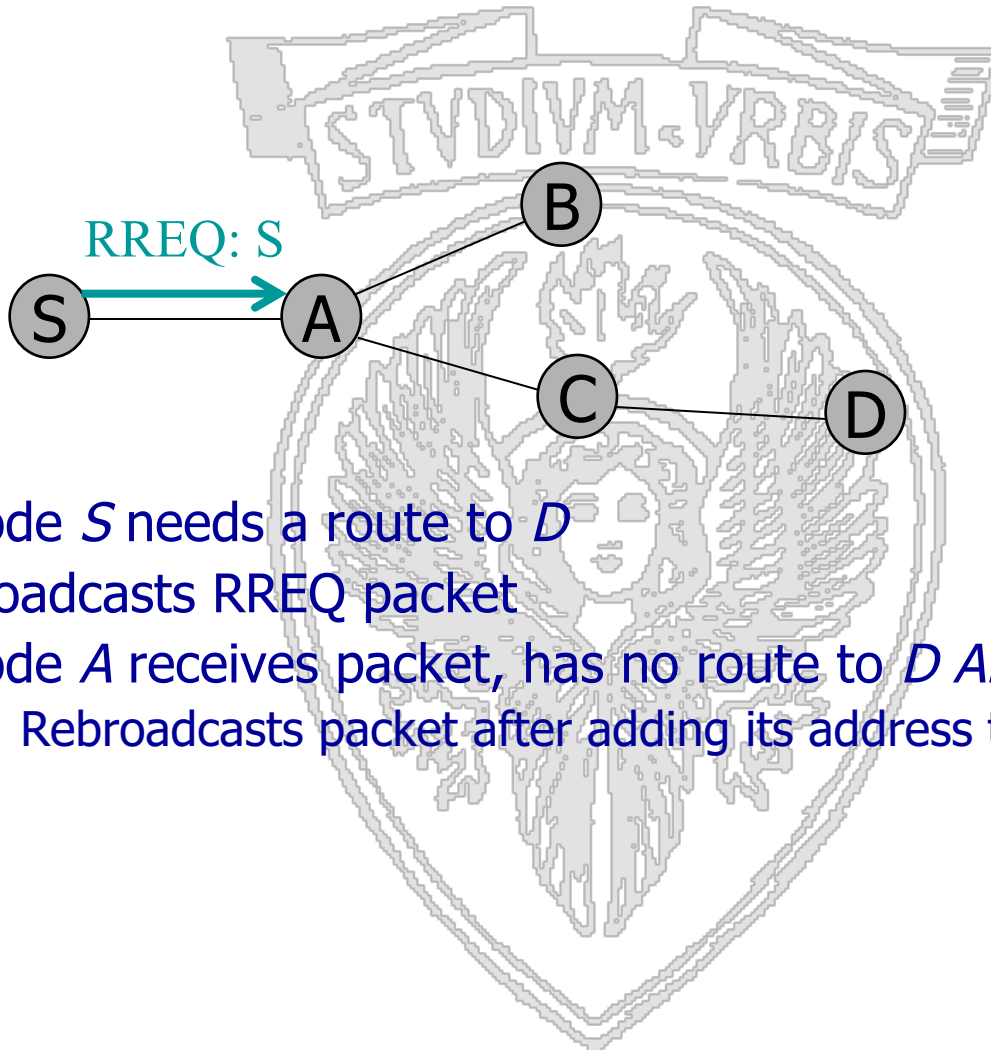 STVDIVM VRBIS
B
RREQ: S
S
A
C
D
ode S needs a route to D
oadcasts RREQ packet
ode A receives packet, has no route to D A
Rebroadcasts packet after adding its address t